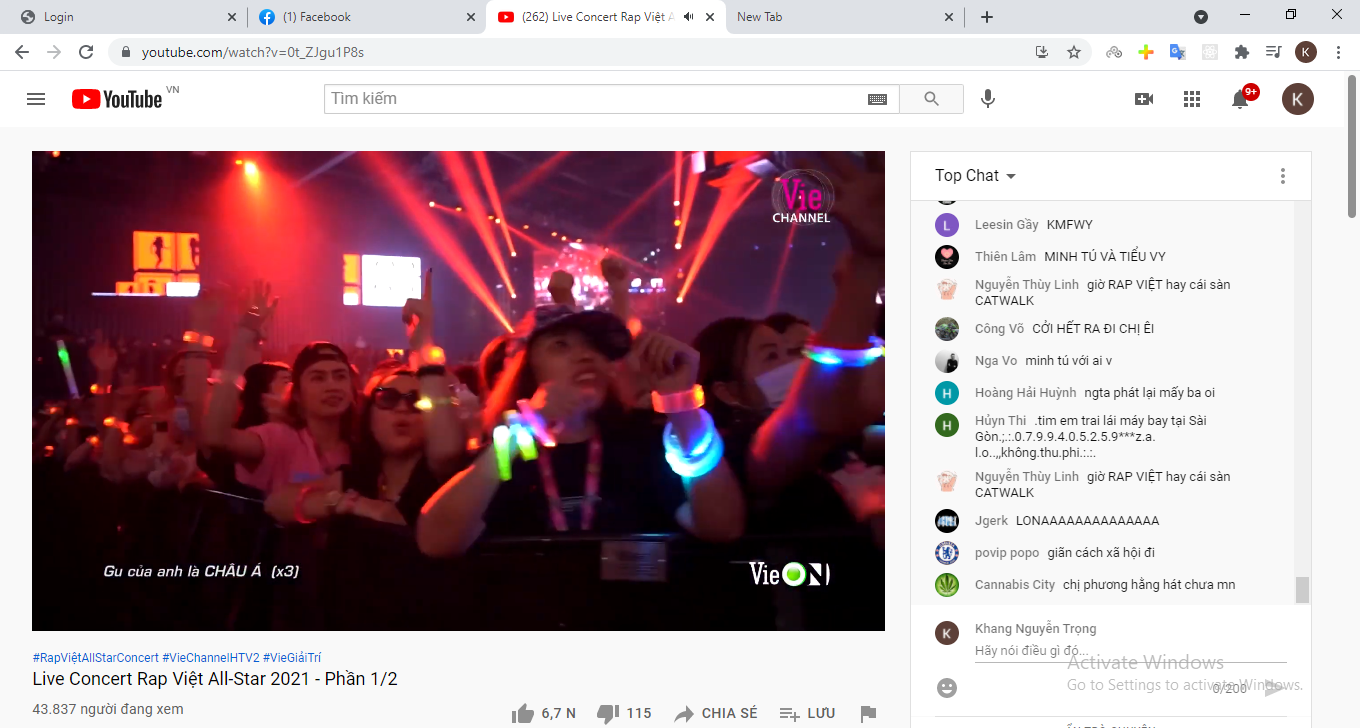 Login
(1) Facebook
(262) Live Concert Rap Việt A
New Tab
youtube.com/watch?v=0t_ZJgu1P8s
K
YouTube VN
Tìm kiếm
9+
K
Vie
CHANNEL
Gu của anh là CHÂU Á (x3)
VieON
Top Chat
L Leesin Gầy KMFWY
Thiên Lâm MINH TÚ VÀ TIỂU VY
Nguyễn Thùy Linh giờ RAP VIỆT hay cái sàn
CATWALK
Công Võ CỞI HẾT RA ĐI CHỊ ÊI
Nga Vo minh tú với ai v
H Hoàng Hải Huỳnh ngta phát lại mấy ba oi
H Hủyn Thi .tim em trai lái máy bay tại Sài
Gòn.;.:.0.7.9.9.4.0.5.2.5.9***z.a.
l.o..,,không.thu.phi.:.:.
Nguyễn Thùy Linh giờ RAP VIỆT hay cái sàn
CATWALK
Jgerk LONAAAAAAAAAAAAAA
povip popo giãn cách xã hội đi
Cannabis City chị phương hằng hát chưa mn
K Khang Nguyễn Trọng
Hãy nói điều gì đó...
0/200
Activate Windows
Go to Settings to activate Windows.
#RapViệtAllStarConcert #VieChannelHTV2 #VieGiảiTrí
Live Concert Rap Việt All-Star 2021 - Phần 1/2
43.837 người đang xem
6,7 N
115
CHIA SẺ
LƯU